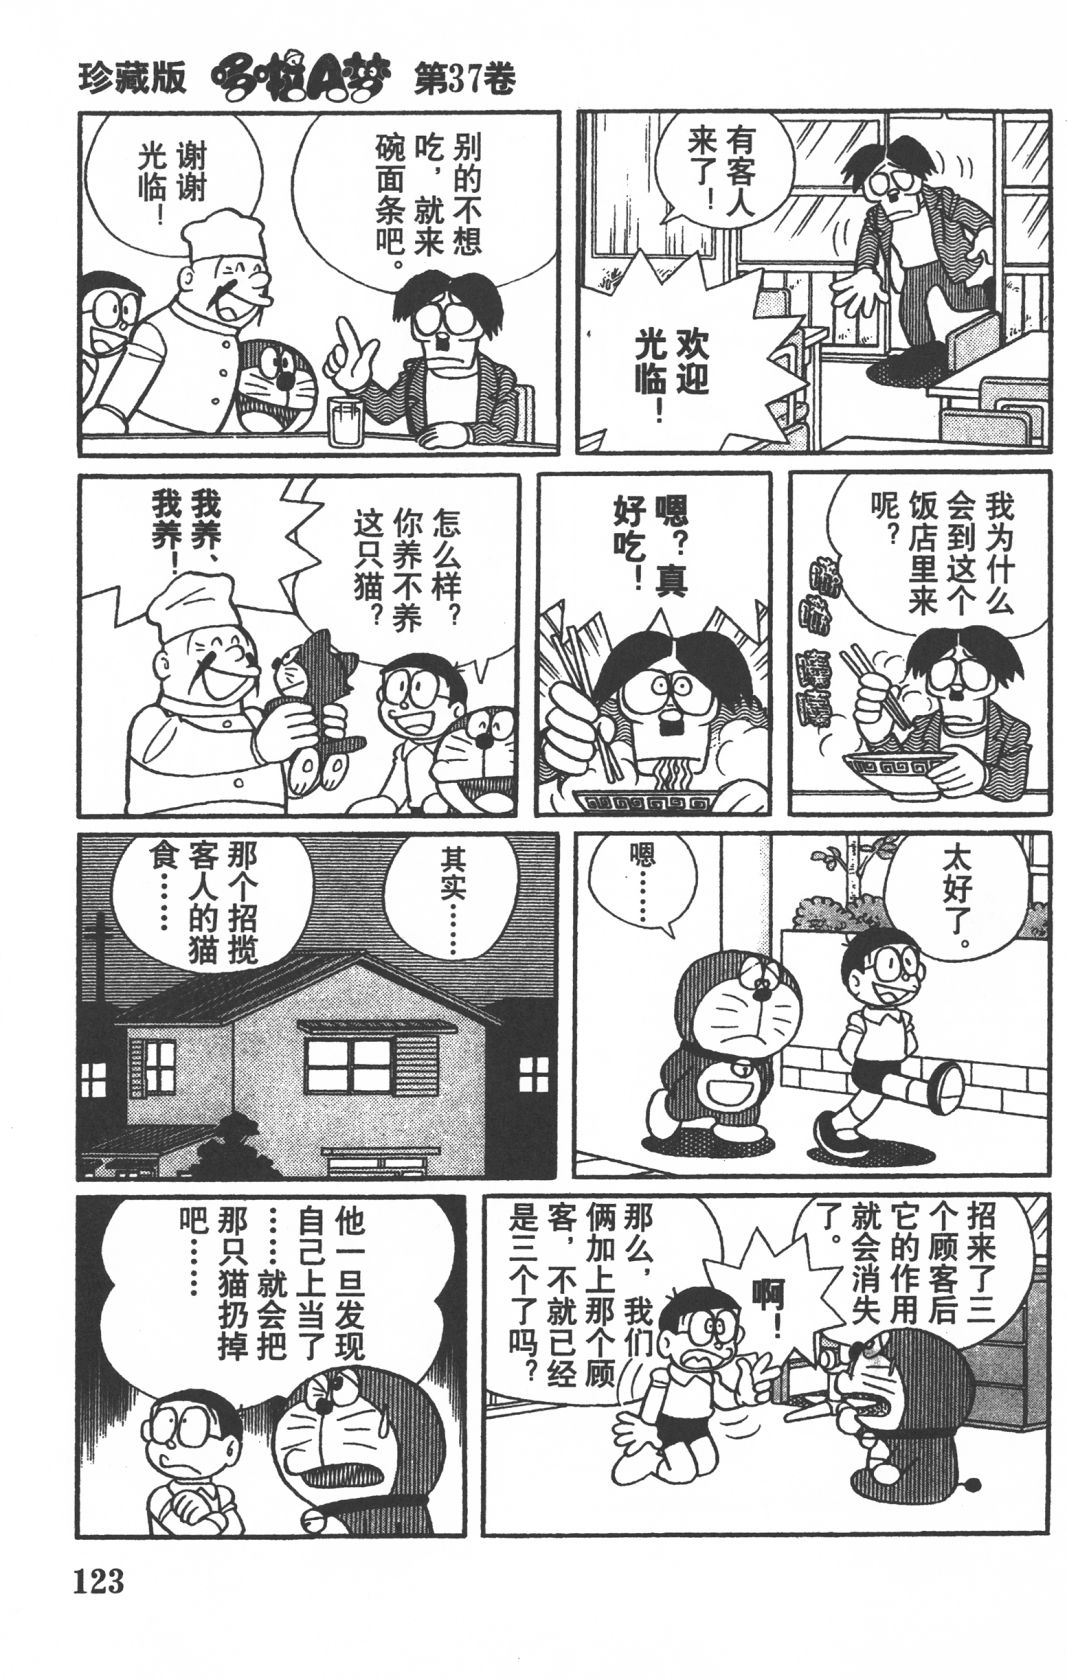 珍藏版 哆啦A梦 第37卷
有客人
来了！
欢迎
光临！
别的不想
吃，就来
碗面条吧。
谢谢
光临！
我为什么
会到这个
饭店里来
呢？
嗯？真
好吃！
怎么样？
你养不养
这只猫？
我养、
我养！
太好了。
嗯……
其实……
那个招揽
客人的猫
食……
招来了三
个顾客后
它的作用
就会消失
了。
啊！
那么，我们
俩加上那个顾
客，不就已经
是三个了吗？
他一旦发现
自己上当了
……就会把
那只猫扔掉
吧……
123